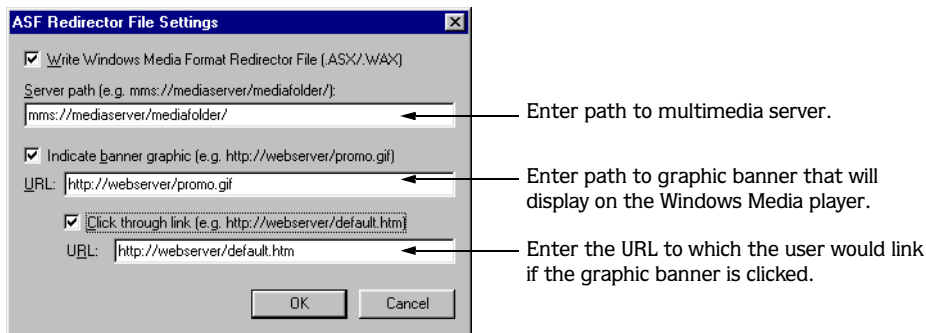 ASF Redirector File Settings
Write Windows Media Format Redirector File (.ASX/.WAX)
Server path (e.g. mms://mediaserver/mediafolder/):
mms://mediaserver/mediafolder/
Enter path to multimedia server.
Indicate banner graphic (e.g. http://webserver/promo.gif)
URL: http://webserver/promo.gif
Enter path to graphic banner that will
display on the Windows Media player.
Click through link (e.g. http://webserver/default.htm)
URL: http://webserver/default.htm
Enter the URL to which the user would link
if the graphic banner is clicked.
OK Cancel